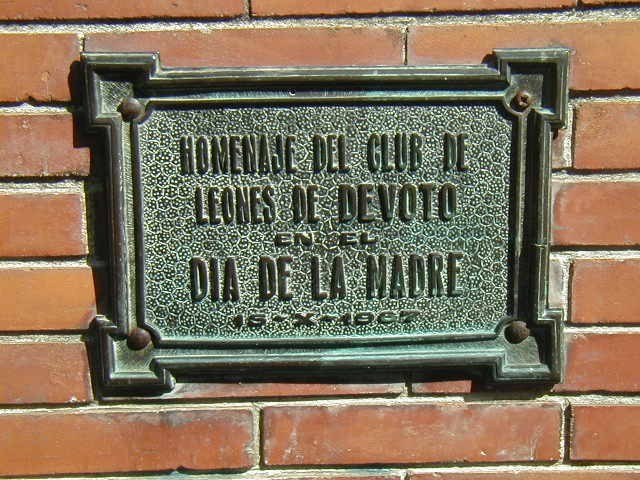 HOMENAJE DEL CLUB DE
LEONES DE DEVOTO
EN EL
DIA DE LA MADRE
15-X-1967